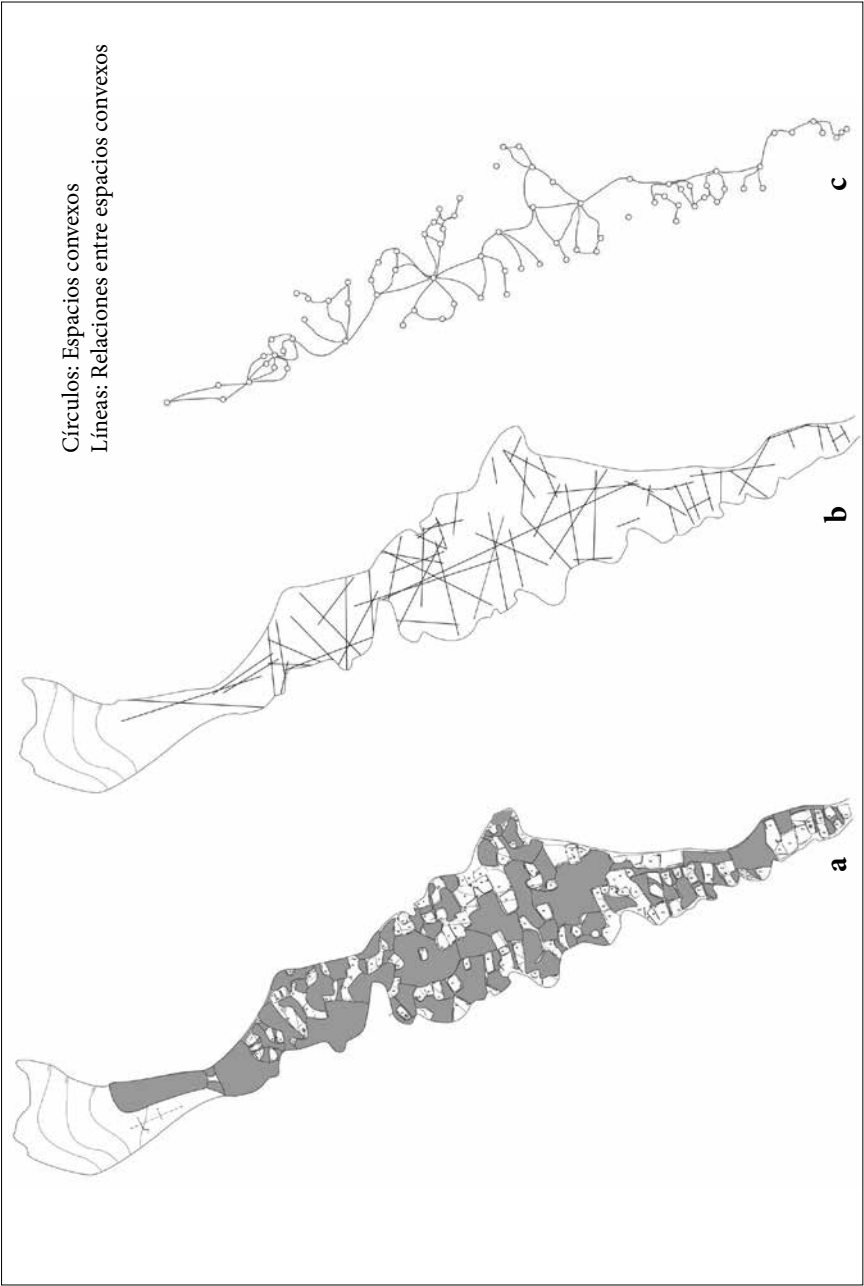 Círculos: Espacios convexos
Líneas: Relaciones entre espacios convexos
a
b
c